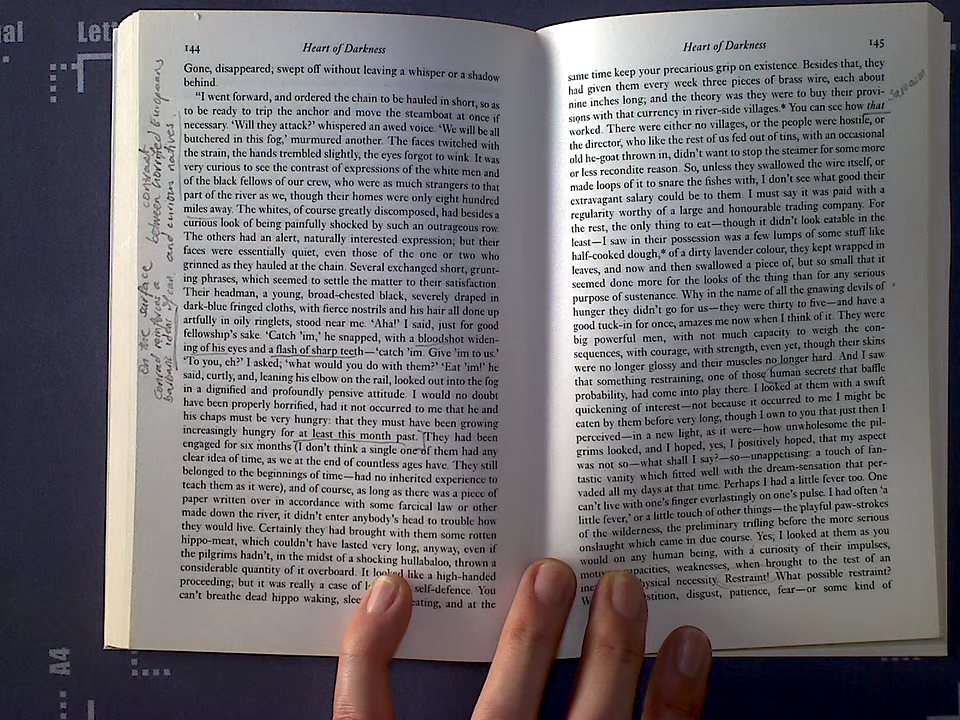 al
Lett
A4
144
Heart of Darkness
Gone, disappeared; swept off without leaving a whisper or a shadow
behind.
"I went forward, and ordered the chain to be hauled in short, so as
to be ready to trip the anchor and move the steamboat at once if
necessary. 'Will they attack?' whispered an awed voice. 'We will be all
butchered in this fog,' murmured another. The faces twitched with
the strain, the hands trembled slightly, the eyes forgot to wink. It was
very curious to see the contrast of expressions of the white men and
of the black fellows of our crew, who were as much strangers to that
part of the river as we, though their homes were only eight hundred
miles away. The whites, of course greatly discomposed, had besides a
curious look of being painfully shocked by such an outrageous row.
The others had an alert, naturally interested expression; but their
faces were essentially quiet, even those of the one or two who
grinned as they hauled at the chain. Several exchanged short, grunt-
ing phrases, which seemed to settle the matter to their satisfaction.
Their headman, a young, broad-chested black, severely draped in
dark-blue fringed cloths, with fierce nostrils and his hair all done up
artfully in oily ringlets, stood near me. 'Aha!' I said, just for good
fellowship's sake. 'Catch 'im,' he snapped, with a bloodshot widen-
ing of his eyes and a flash of sharp teeth—'catch 'im. Give 'im to us.'
'To you, eh?' I asked; 'what would you do with them?' 'Eat 'im!' he
said, curtly, and, leaning his elbow on the rail, looked out into the fog
in a dignified and profoundly pensive attitude. I would no doubt
have been properly horrified, had it not occurred to me that he and
his chaps must be very hungry: that they must have been growing
increasingly hungry for at least this month past. They had been
engaged for six months (I don't think a single one of them had any
clear idea of time, as we at the end of countless ages have. They still
belonged to the beginnings of time—had no inherited experience to
teach them as it were), and of course, as long as there was a piece of
paper written over in accordance with some farcical law or other
made down the river, it didn't enter anybody's head to trouble how
they would live. Certainly they had brought with them some rotten
hippo-meat, which couldn't have lasted very long, anyway, even if
the pilgrims hadn't, in the midst of a shocking hullabaloo, thrown a
considerable quantity of it overboard. It looked like a high-handed
proceeding; but it was really a case of self-defence. You
can't breathe dead hippo waking, eating, and at the
On the surface
Conrad reinforces a contrast
between horrified Europeans
and curious natives
145
Heart of Darkness
same time keep your precarious grip on existence. Besides that, they
had given them every week three pieces of brass wire, each about
nine inches long; and the theory was they were to buy their provi-
sions with that currency in river-side villages.* You can see how that
worked. There were either no villages, or the people were hostile, or
the director, who like the rest of us fed out of tins, with an occasional
old he-goat thrown in, didn't want to stop the steamer for some more
or less recondite reason. So, unless they swallowed the wire itself, or
made loops of it to snare the fishes with, I don't see what good their
extravagant salary could be to them. I must say it was paid with a
regularity worthy of a large and honourable trading company. For
the rest, the only thing to eat—though it didn't look eatable in the
least—I saw in their possession was a few lumps of some stuff like
half-cooked dough,* of a dirty lavender colour, they kept wrapped in
leaves, and now and then swallowed a piece of, but so small that it
seemed done more for the looks of the thing than for any serious
purpose of sustenance. Why in the name of all the gnawing devils of
hunger they didn't go for us—they were thirty to five—and have a
good tuck-in for once, amazes me now when I think of it. They were
big powerful men, with not much capacity to weigh the con-
sequences, with courage, with strength, even yet, though their skins
were no longer glossy and their muscles no longer hard. And I saw
that something restraining, one of those human secrets that baffle
probability, had come into play there. I looked at them with a swift
quickening of interest—not because it occurred to me I might be
eaten by them before very long, though I own to you that just then I
perceived—in a new light, as it were—how unwholesome the pil-
grims looked, and I hoped, yes, I positively hoped, that my aspect
was not so—what shall I say?—so—unappetising: a touch of fan-
tastic vanity which fitted well with the dream-sensation that per-
vaded all my days at that time. Perhaps I had a little fever too. One
can't live with one's finger everlastingly on one's pulse. I had often 'a
little fever,' or a little touch of other things—the playful paw-strokes
of the wilderness, the preliminary trifling before the more serious
onslaught which came in due course. Yes; I looked at them as you
would on any human being, with a curiosity of their impulses,
capacities, weaknesses, when brought to the test of an
physical necessity. Restraint! What possible restraint?
disgust, patience, fear—or some kind of